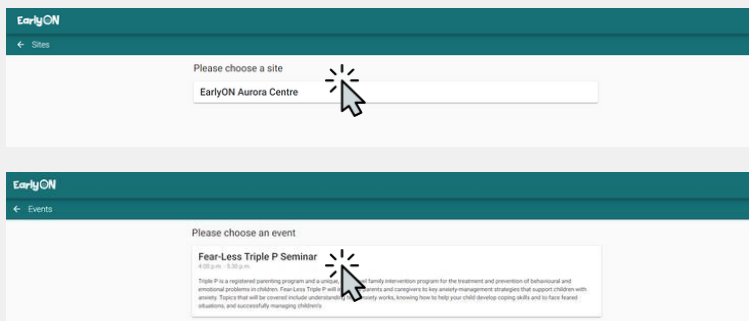 EarlyON
← Sites
Please choose a site
EarlyON Aurora Centre
EarlyON
← Events
Please choose an event
Fear-Less Triple P Seminar
4:00 p.m. - 5:30 p.m.
Triple P is a registered parenting program and a unique, family intervention program for the treatment and prevention of behavioural and
emotional problems in children. Fear-Less Triple P will parents and caregivers to key anxiety management strategies that support children with
anxiety. Topics that will be covered include understanding anxiety works, knowing how to help your child develop coping skills and to face feared
situations, and successfully managing children's